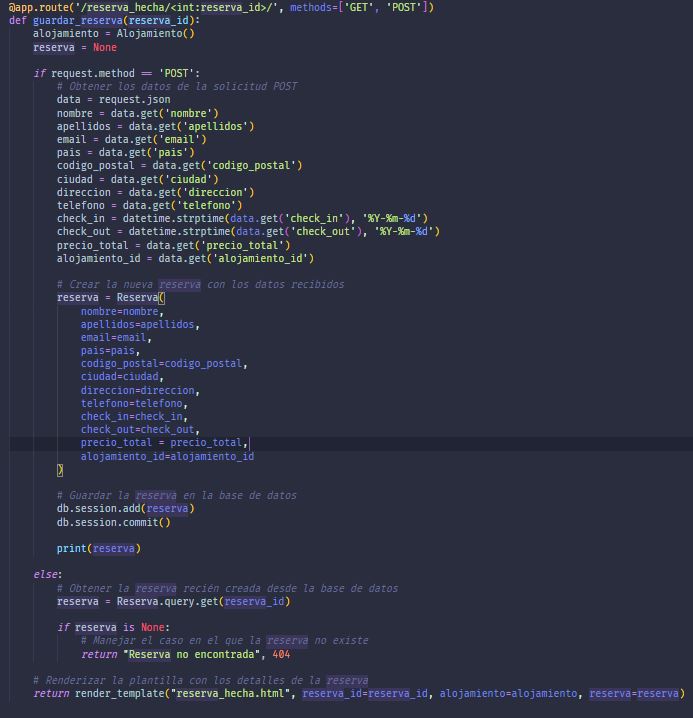 @app.route('/reserva_hecha/<int:reserva_id>/', methods=['GET', 'POST'])
def guardar_reserva(reserva_id):
    alojamiento = Alojamiento()
    reserva = None

    if request.method == 'POST':
        # Obtener los datos de la solicitud POST
        data = request.json
        nombre = data.get('nombre')
        apellidos = data.get('apellidos')
        email = data.get('email')
        pais = data.get('pais')
        codigo_postal = data.get('codigo_postal')
        ciudad = data.get('ciudad')
        direccion = data.get('direccion')
        telefono = data.get('telefono')
        check_in = datetime.strptime(data.get('check_in'), '%Y-%m-%d')
        check_out = datetime.strptime(data.get('check_out'), '%Y-%m-%d')
        precio_total = data.get('precio_total')
        alojamiento_id = data.get('alojamiento_id')

        # Crear la nueva reserva con los datos recibidos
        reserva = Reserva(
            nombre=nombre,
            apellidos=apellidos,
            email=email,
            pais=pais,
            codigo_postal=codigo_postal,
            ciudad=ciudad,
            direccion=direccion,
            telefono=telefono,
            check_in=check_in,
            check_out=check_out,
            precio_total = precio_total,
            alojamiento_id=alojamiento_id
        )

        # Guardar la reserva en la base de datos
        db.session.add(reserva)
        db.session.commit()

        print(reserva)

    else:
        # Obtener la reserva recién creada desde la base de datos
        reserva = Reserva.query.get(reserva_id)

        if reserva is None:
            # Manejar el caso en el que la reserva no existe
            return "Reserva no encontrada", 404

    # Renderizar la plantilla con los detalles de la reserva
    return render_template("reserva_hecha.html", reserva_id=reserva_id, alojamiento=alojamiento, reserva=reserva)